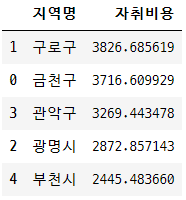 지역명 자취비용
1 구로구 3826.685619
0 금천구 3716.609929
3 관악구 3269.443478
2 광명시 2872.857143
4 부천시 2445.483660